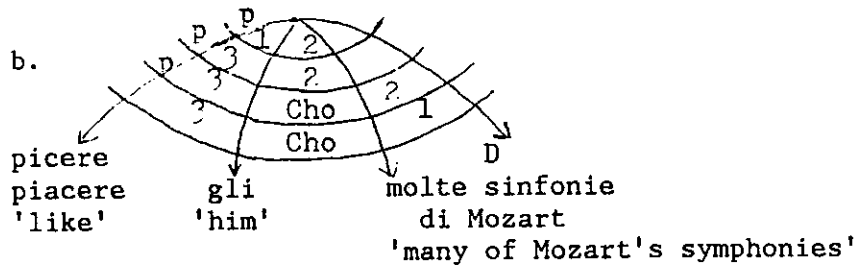 p
p 1 2
b. p 3 2
3 Cho 2
3 Cho 1
D
picere gli molte sinfonie
piacere 'him' di Mozart
'like' 'many of Mozart's symphonies'